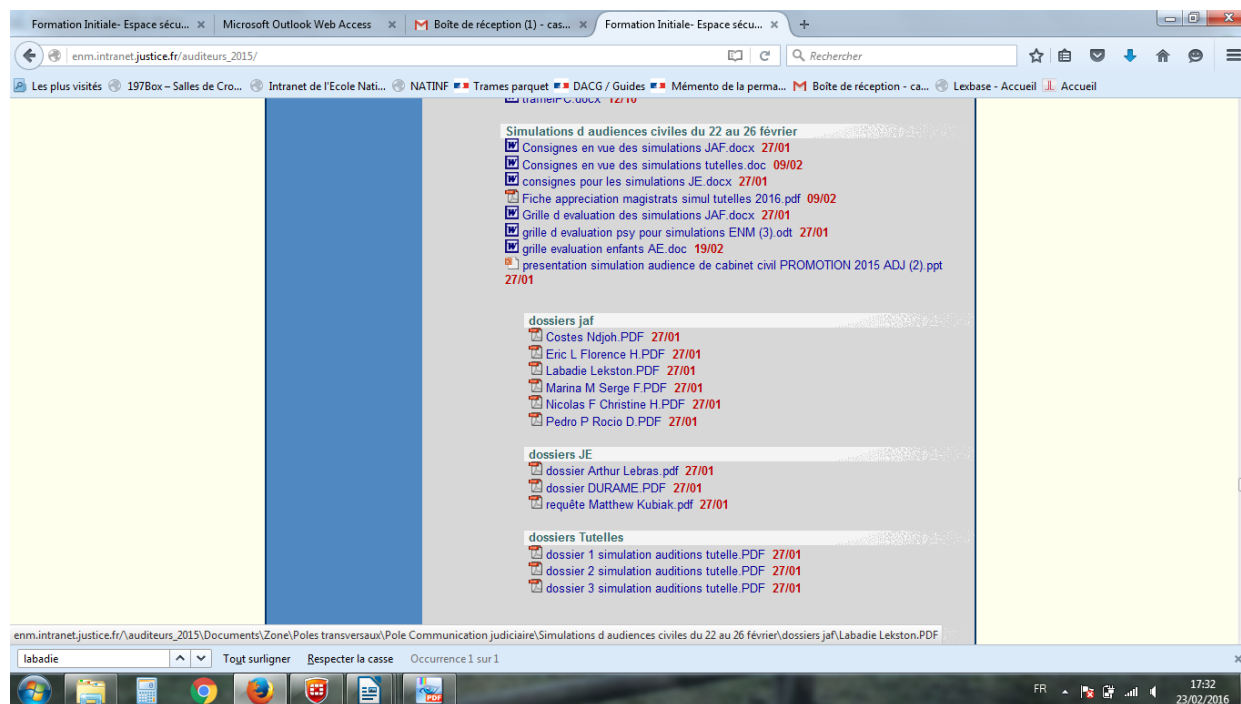 Formation Initiale- Espace sécu... × Microsoft Outlook Web Access × Boîte de réception (1) - cas... × Formation Initiale- Espace sécu... × +
enm.intranet.justice.fr/auditeurs_2015/ Rechercher
Les plus visités 197Box – Salles de Cro... Intranet de l'Ecole Nati... NATINF Trames parquet DACG / Guides Mémento de la perma... Boîte de réception - ca... Lexbase - Accueil Accueil
trameIPC.docx 12/10
Simulations d audiences civiles du 22 au 26 février
Consignes en vue des simulations JAF.docx 27/01
Consignes en vue des simulations tutelles.doc 09/02
consignes pour les simulations JE.docx 27/01
Fiche appreciation magistrats simul tutelles 2016.pdf 09/02
Grille d evaluation des simulations JAF.docx 27/01
grille d evaluation psy pour simulations ENM (3).odt 27/01
grille evaluation enfants AE.doc 19/02
presentation simulation audience de cabinet civil PROMOTION 2015 ADJ (2).ppt
27/01
dossiers jaf
Costes Ndjoh.PDF 27/01
Eric L Florence H.PDF 27/01
Labadie Lekston.PDF 27/01
Marina M Serge F.PDF 27/01
Nicolas F Christine H.PDF 27/01
Pedro P Rocio D.PDF 27/01
dossiers JE
dossier Arthur Lebras.pdf 27/01
dossier DURAME.PDF 27/01
requête Matthew Kubiak.pdf 27/01
dossiers Tutelles
dossier 1 simulation auditions tutelle.PDF 27/01
dossier 2 simulation auditions tutelle.PDF 27/01
dossier 3 simulation auditions tutelle.PDF 27/01
enm.intranet.justice.fr/\auditeurs_2015\Documents\Zone\Poles transversaux\Pole Communication judiciaire\Simulations d audiences civiles du 22 au 26 février\dossiers jaf\Labadie Lekston.PDF
labadie Tout surligner Respecter la casse Occurrence 1 sur 1
FR 17:32
23/02/2016